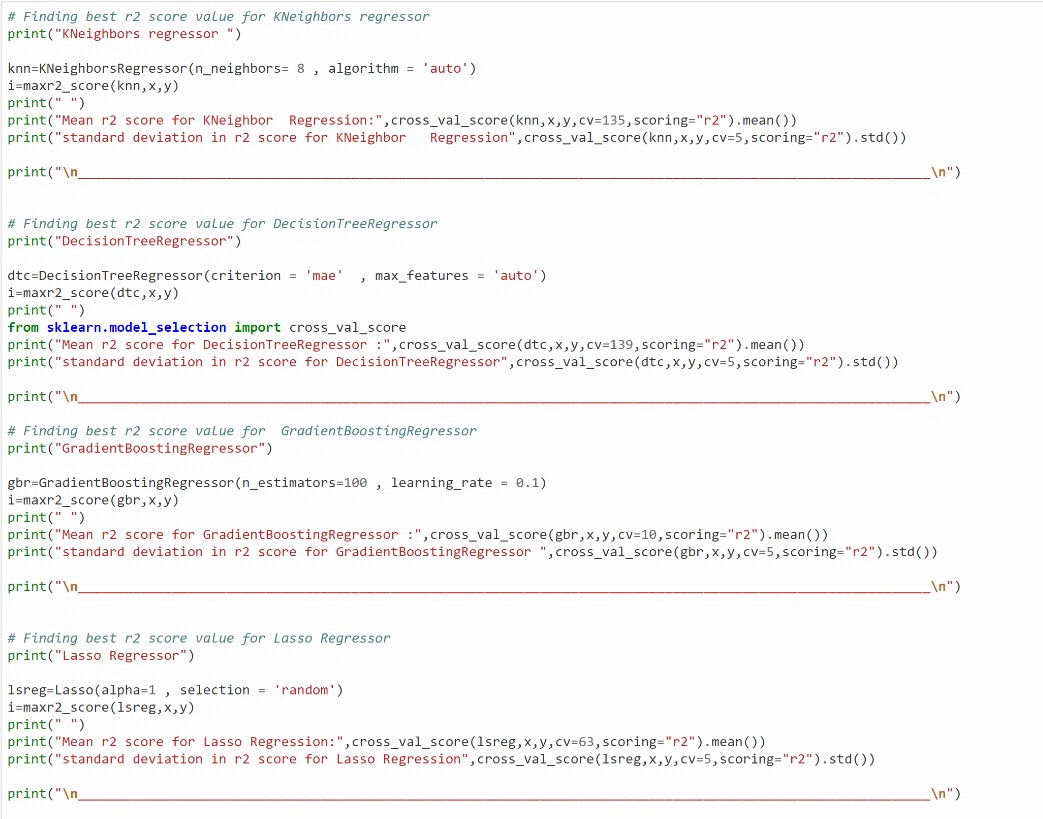 # Finding best r2 score value for KNeighbors regressor
print("KNeighbors regressor ")
knn=KNeighborsRegressor(n_neighbors= 8 , algorithm = 'auto')
i=maxr2_score(knn,x,y)
print(" ")
print("Mean r2 score for KNeighbor  Regression:",cross_val_score(knn,x,y,cv=135,scoring="r2").mean())
print("standard deviation in r2 score for KNeighbor   Regression",cross_val_score(knn,x,y,cv=5,scoring="r2").std())
print("\n_____________________________________________________________________________________________________________\n")
# Finding best r2 score value for DecisionTreeRegressor
print("DecisionTreeRegressor")
dtc=DecisionTreeRegressor(criterion = 'mae'  , max_features = 'auto')
i=maxr2_score(dtc,x,y)
print(" ")
from sklearn.model_selection import cross_val_score
print("Mean r2 score for DecisionTreeRegressor :",cross_val_score(dtc,x,y,cv=139,scoring="r2").mean())
print("standard deviation in r2 score for DecisionTreeRegressor",cross_val_score(dtc,x,y,cv=5,scoring="r2").std())
print("\n_____________________________________________________________________________________________________________\n")
# Finding best r2 score value for  GradientBoostingRegressor
print("GradientBoostingRegressor")
gbr=GradientBoostingRegressor(n_estimators=100 , learning_rate = 0.1)
i=maxr2_score(gbr,x,y)
print(" ")
print("Mean r2 score for GradientBoostingRegressor :",cross_val_score(gbr,x,y,cv=10,scoring="r2").mean())
print("standard deviation in r2 score for GradientBoostingRegressor ",cross_val_score(gbr,x,y,cv=5,scoring="r2").std())
print("\n_____________________________________________________________________________________________________________\n")
# Finding best r2 score value for Lasso Regressor
print("Lasso Regressor")
lsreg=Lasso(alpha=1 , selection = 'random')
i=maxr2_score(lsreg,x,y)
print(" ")
print("Mean r2 score for Lasso Regression:",cross_val_score(lsreg,x,y,cv=63,scoring="r2").mean())
print("standard deviation in r2 score for Lasso Regression",cross_val_score(lsreg,x,y,cv=5,scoring="r2").std())
print("\n_____________________________________________________________________________________________________________\n")